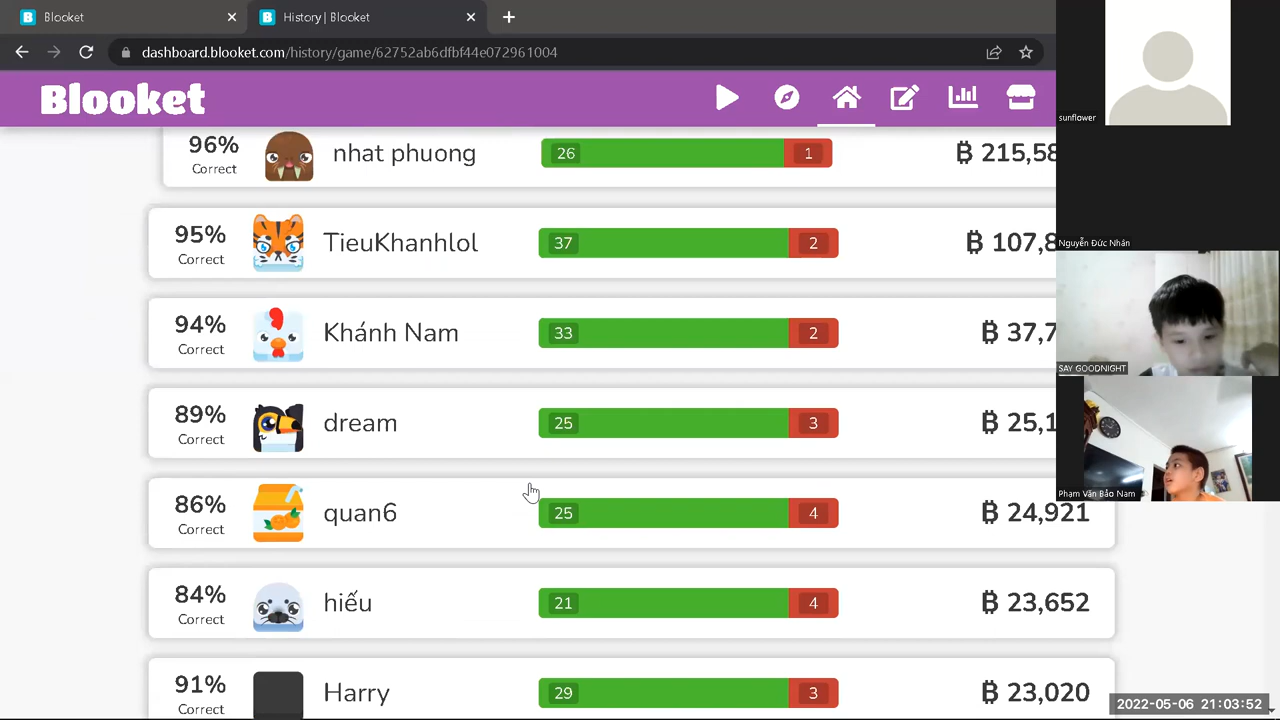 Blooket
History | Blooket
dashboard.blooket.com/history/game/62752ab6dfbf44e072961004
Blooket
96%
Correct
nhat phuong
26
1
฿ 215,58
95%
Correct
TieuKhanhlol
37
2
฿ 107,8
94%
Correct
Khánh Nam
33
2
฿ 37,7
89%
Correct
dream
25
3
฿ 25,1
86%
Correct
quan6
25
4
฿ 24,921
84%
Correct
hiếu
21
4
฿ 23,652
91%
Correct
Harry
29
3
฿ 23,020
sunflower
Nguyễn Đức Nhân
SAY GOODNIGHT
Phạm Văn Bảo Nam
2022-05-06 21:03:52